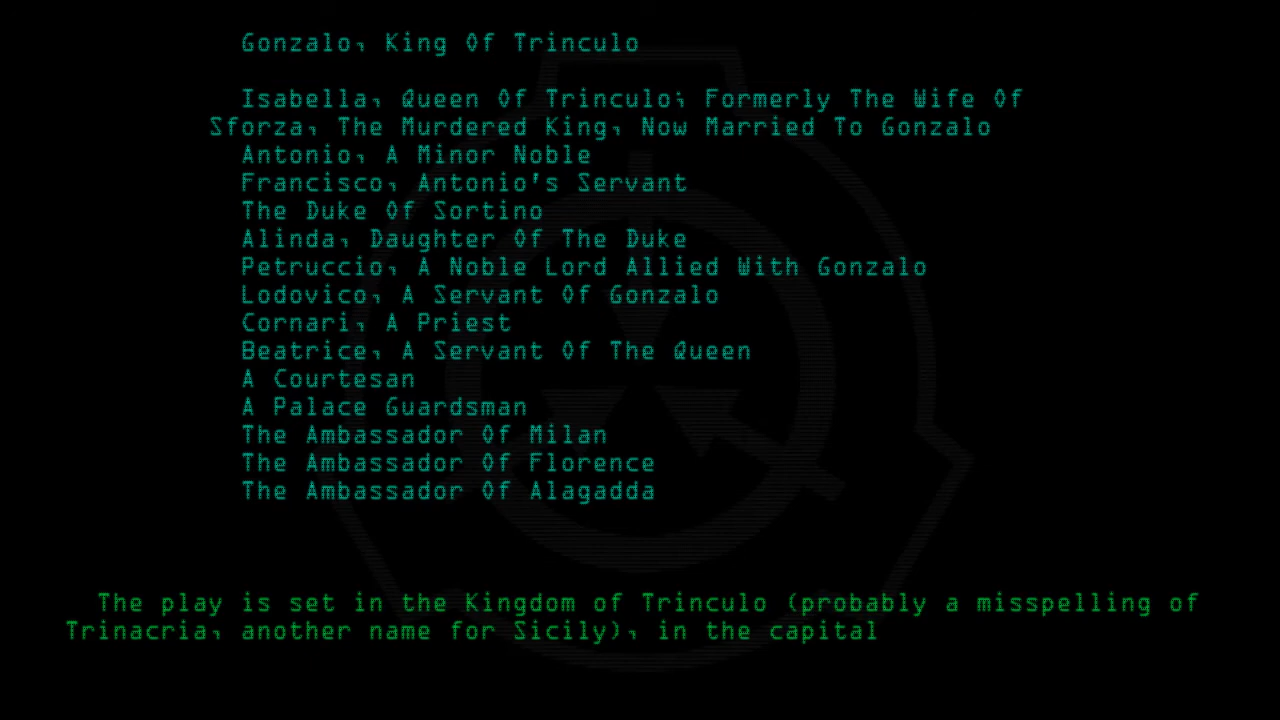 Gonzalo, King Of Trinculo
Isabella, Queen Of Trinculo; Formerly The Wife Of
Sforza, The Murdered King, Now Married To Gonzalo
Antonio, A Minor Noble
Francisco, Antonio's Servant
The Duke Of Sortino
Alinda, Daughter Of The Duke
Petruccio, A Noble Lord Allied With Gonzalo
Lodovico, A Servant Of Gonzalo
Cornari, A Priest
Beatrice, A Servant Of The Queen
A Courtesan
A Palace Guardsman
The Ambassador Of Milan
The Ambassador Of Florence
The Ambassador Of Alagadda
The play is set in the Kingdom of Trinculo (probably a misspelling of
Trinacria, another name for Sicily), in the capital